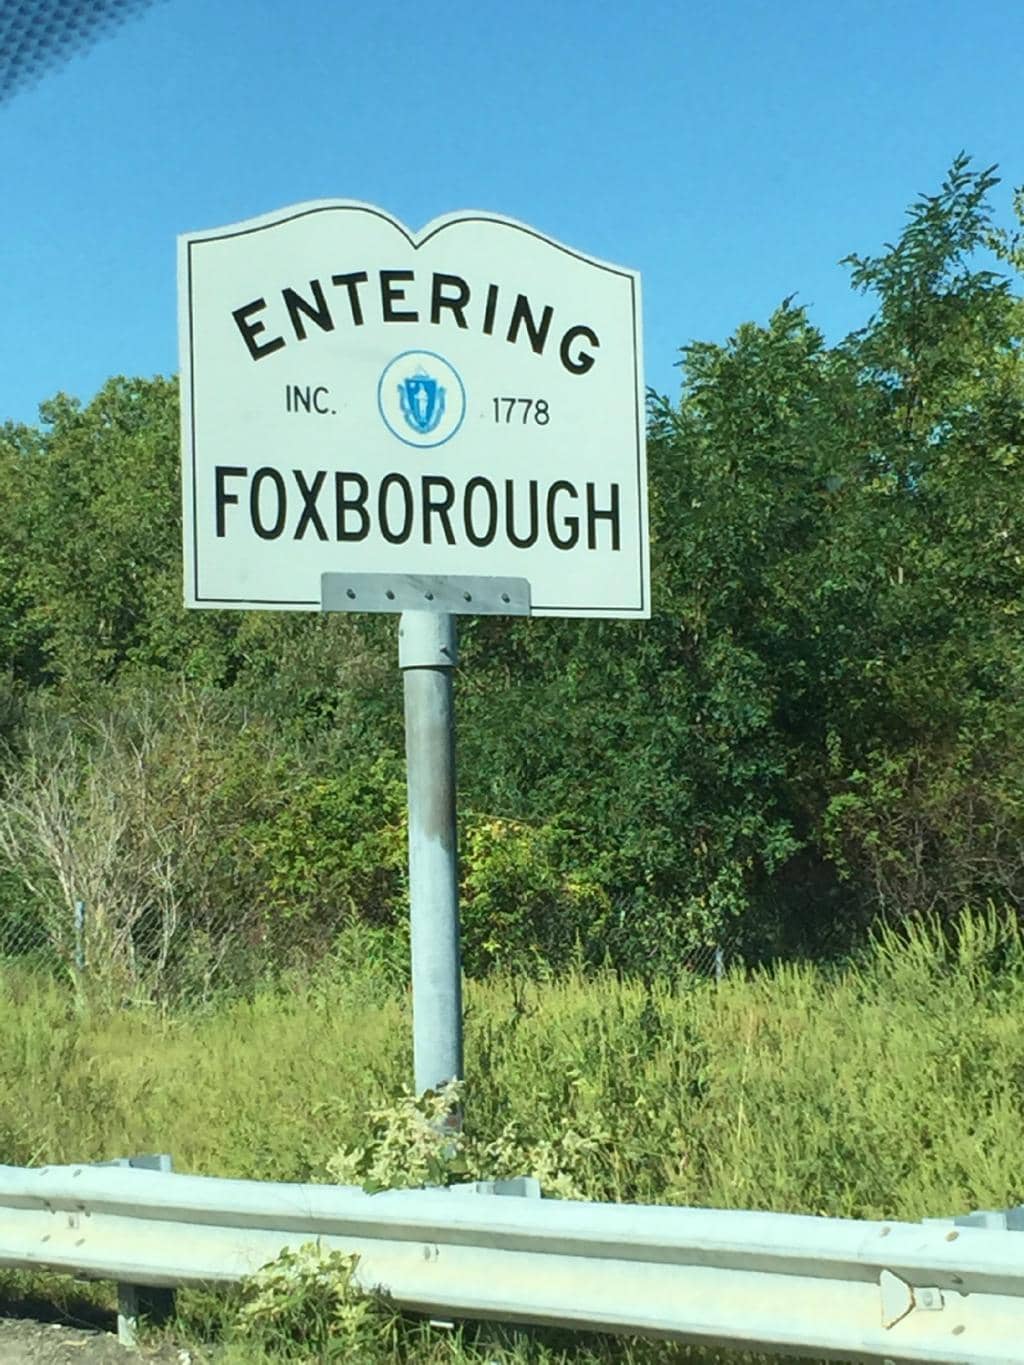 ENTERING
INC. 1778
FOXBOROUGH